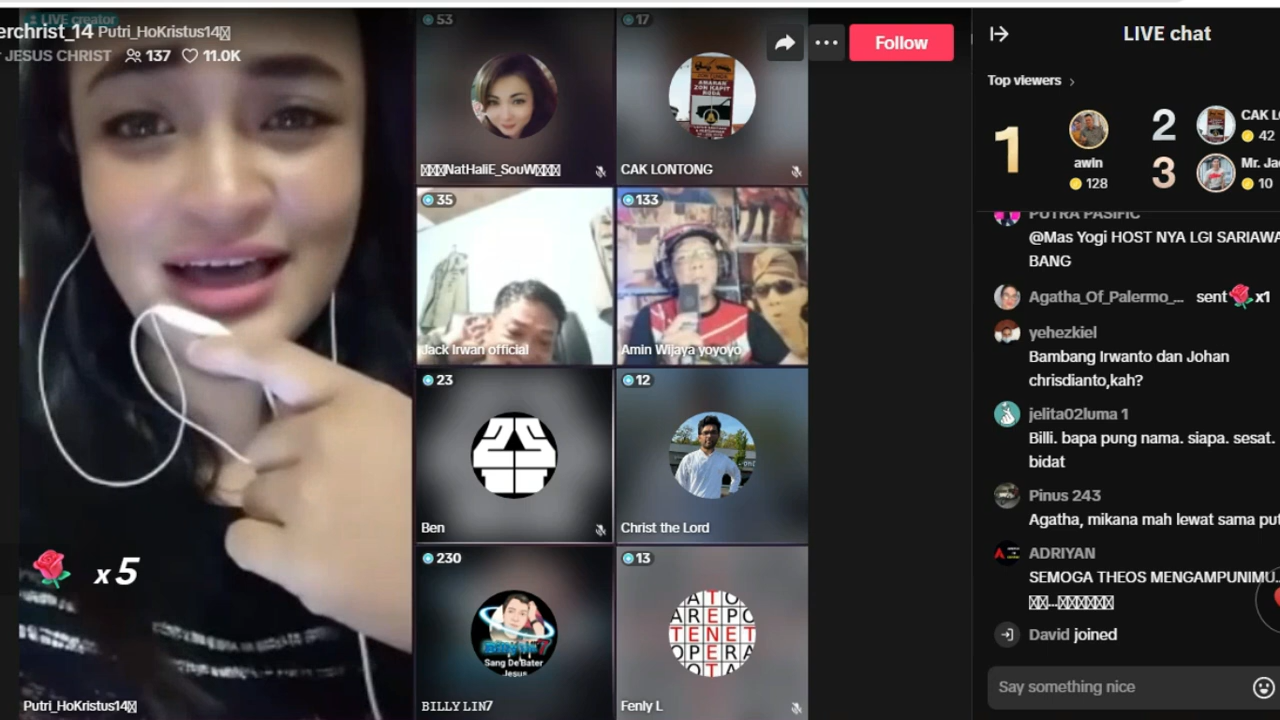 LIVE creator
erchrist_14 Putri_HoKristus14
JESUS CHRIST 137 11.0K
x5
Putri_HoKristus14
53
NatHaliE_SouW
17
CAK LONTONG
35
Jack Irwan official
133
Amin Wijaya yoyoyo
23
Ben
12
Christ the Lord
230
Sang De'Bater
Jesus
BILLY LIN7
13
ATO
AREPO
TENET
OPERA
OTA
Fenly L
Follow
LIVE chat
Top viewers
1
awin
128
2
CAK LO
42
3
Mr. Ja
10
PUTRA PASIFIC
@Mas Yogi HOST NYA LGI SARIAWA
BANG
Agatha_Of_Palermo_... sent x1
yehezkiel
Bambang Irwanto dan Johan
chrisdianto,kah?
jelita02luma 1
Billi. bapa pung nama. siapa. sesat.
bidat
Pinus 243
Agatha, mikana mah lewat sama put
ADRIYAN
SEMOGA THEOS MENGAMPUNIMU..
...
David joined
Say something nice